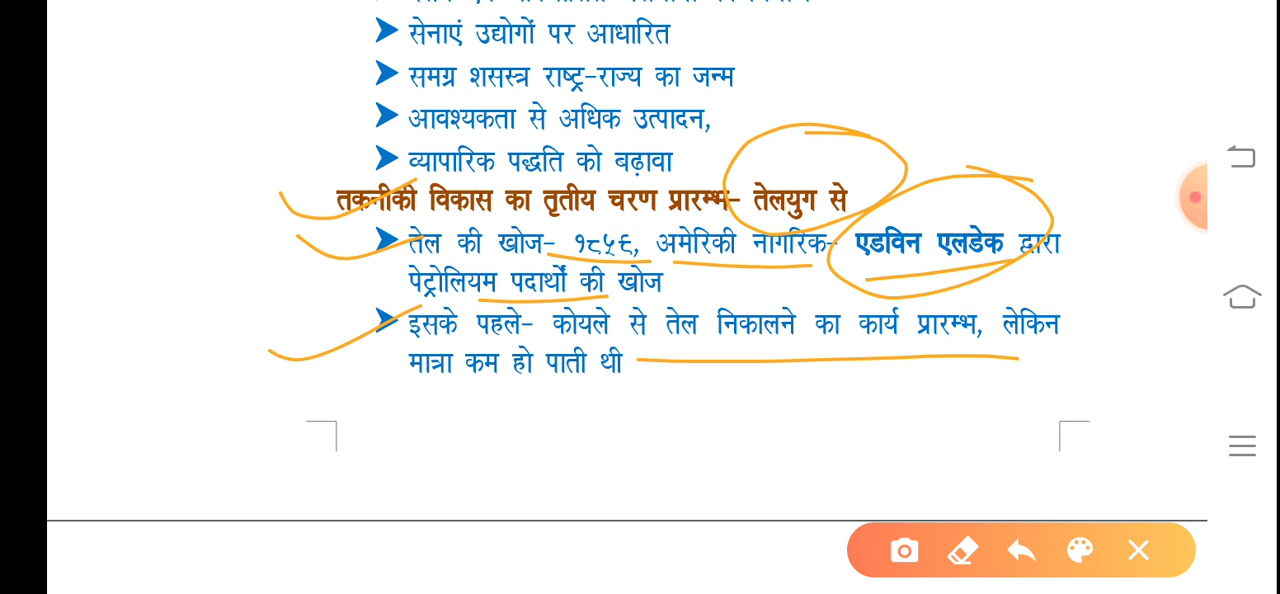 ➤ सेनाएं उद्योगों पर आधारित
➤ समग्र शसस्त्र राष्ट्र-राज्य का जन्म
➤ आवश्यकता से अधिक उत्पादन,
➤ व्यापारिक पद्धति को बढ़ावा
तकनीकी विकास का तृतीय चरण प्रारम्भ- तेलयुग से
➤ तेल की खोज- १८५९, अमेरिकी नागरिक- एडविन एलडेक द्वारा
पेट्रोलियम पदार्थों की खोज
➤ इसके पहले- कोयले से तेल निकालने का कार्य प्रारम्भ, लेकिन
मात्रा कम हो पाती थी